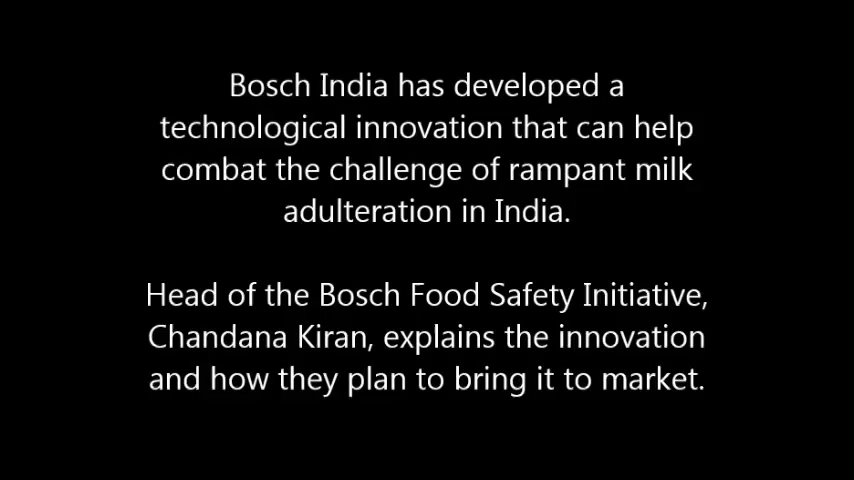 Bosch India has developed a
technological innovation that can help
combat the challenge of rampant milk
adulteration in India.
Head of the Bosch Food Safety Initiative,
Chandana Kiran, explains the innovation
and how they plan to bring it to market.